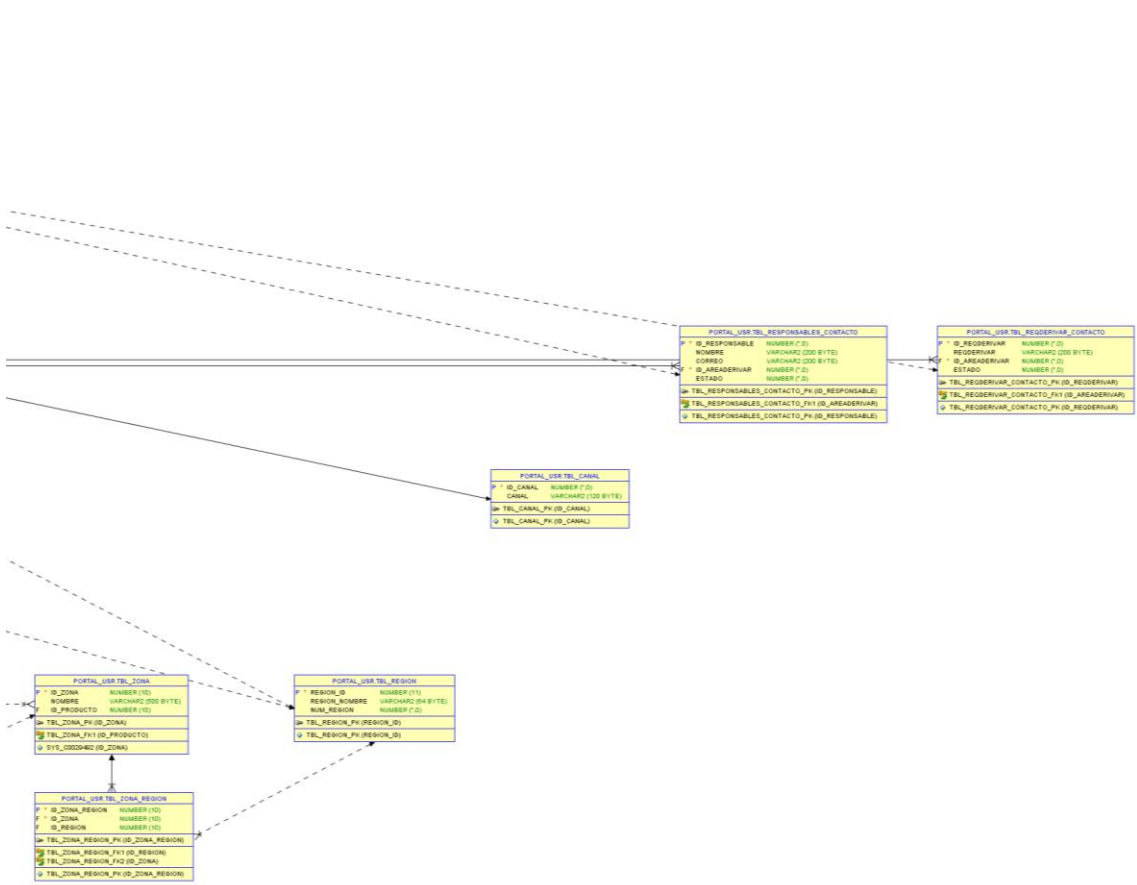 PORTAL_USR.TBL_RESPONSABLES_CONTACTO
P * ID_RESPONSABLE NUMBER (*,0)
NOMBRE VARCHAR2 (200 BYTE)
CORREO VARCHAR2 (200 BYTE)
F * ID_AREADERIVAR NUMBER (*,0)
ESTADO NUMBER (*,0)
TBL_RESPONSABLES_CONTACTO_PK (ID_RESPONSABLE)
TBL_RESPONSABLES_CONTACTO_FK1 (ID_AREADERIVAR)
TBL_RESPONSABLES_CONTACTO_PK (ID_RESPONSABLE)
PORTAL_USR.TBL_REQDERIVAR_CONTACTO
P * ID_REQDERIVAR NUMBER (*,0)
REQDERIVAR VARCHAR2 (200 BYTE)
F * ID_AREADERIVAR NUMBER (*,0)
ESTADO NUMBER (*,0)
TBL_REQDERIVAR_CONTACTO_PK (ID_REQDERIVAR)
TBL_REQDERIVAR_CONTACTO_FK1 (ID_AREADERIVAR)
TBL_REQDERIVAR_CONTACTO_PK (ID_REQDERIVAR)
PORTAL_USR.TBL_CANAL
P * ID_CANAL NUMBER (*,0)
CANAL VARCHAR2 (120 BYTE)
TBL_CANAL_PK (ID_CANAL)
TBL_CANAL_PK (ID_CANAL)
PORTAL_USR.TBL_ZONA
P * ID_ZONA NUMBER (10)
NOMBRE VARCHAR2 (500 BYTE)
F ID_PRODUCTO NUMBER (10)
TBL_ZONA_PK (ID_ZONA)
TBL_ZONA_FK1 (ID_PRODUCTO)
SYS_C0029492 (ID_ZONA)
PORTAL_USR.TBL_REGION
P * REGION_ID NUMBER (11)
REGION_NOMBRE VARCHAR2 (64 BYTE)
NUM_REGION NUMBER (*,0)
TBL_REGION_PK (REGION_ID)
TBL_REGION_PK (REGION_ID)
PORTAL_USR.TBL_ZONA_REGION
P * ID_ZONA_REGION NUMBER (10)
F * ID_ZONA NUMBER (10)
F ID_REGION NUMBER (10)
TBL_ZONA_REGION_PK (ID_ZONA_REGION)
TBL_ZONA_REGION_FK1 (ID_REGION)
TBL_ZONA_REGION_FK2 (ID_ZONA)
TBL_ZONA_REGION_PK (ID_ZONA_REGION)